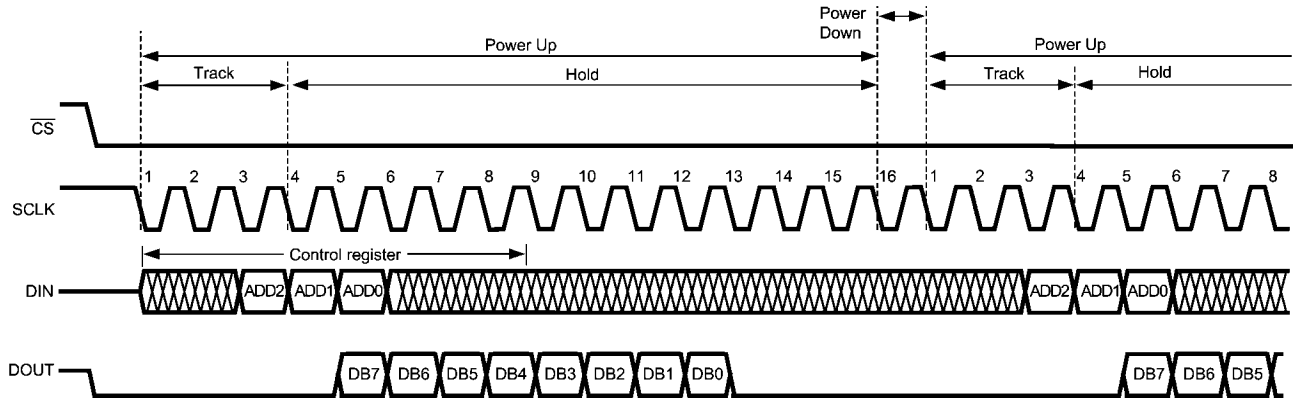 Power
Down
Power Up
Power Up
Track
Hold
Track
Hold
CS
1 2 3 4 5 6 7 8 9 10 11 12 13 14 15 16 1 2 3 4 5 6 7 8
SCLK
Control register
DIN
ADD2 ADD1 ADD0 ADD2 ADD1 ADD0
DOUT
DB7 DB6 DB5 DB4 DB3 DB2 DB1 DB0 DB7 DB6 DB5